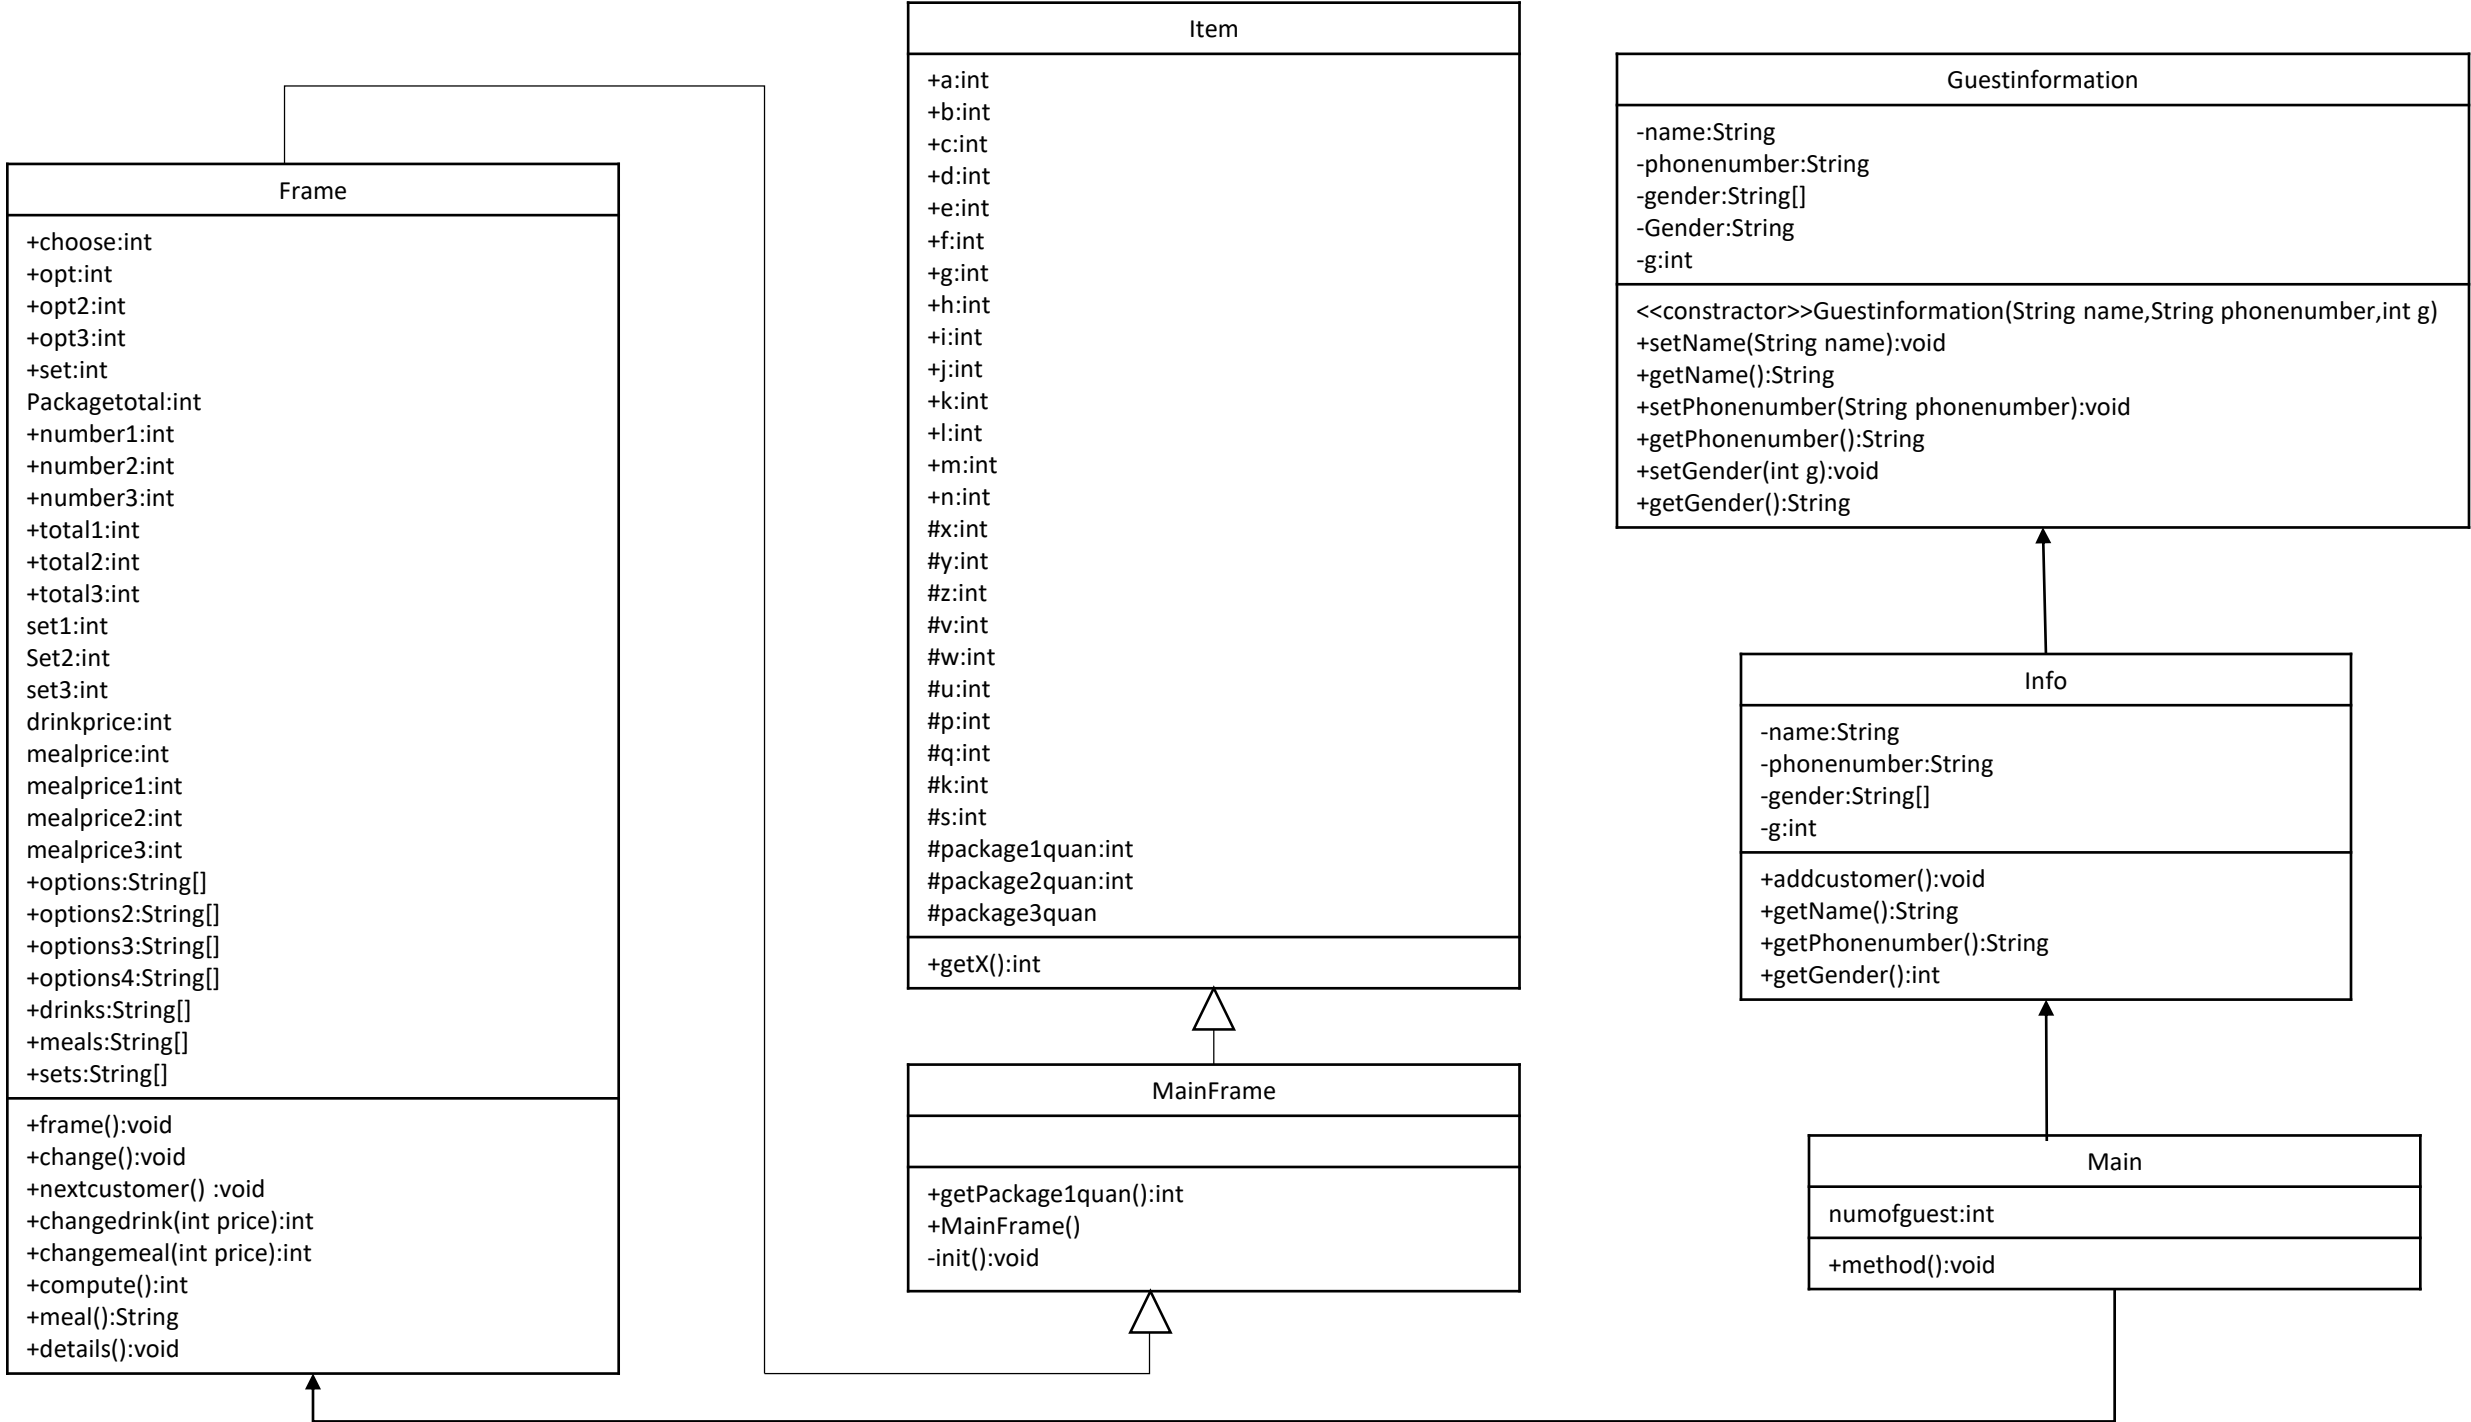 Frame
+choose:int
+opt:int
+opt2:int
+opt3:int
+set:int
Packagetotal:int
+number1:int
+number2:int
+number3:int
+total1:int
+total2:int
+total3:int
set1:int
Set2:int
set3:int
drinkprice:int
mealprice:int
mealprice1:int
mealprice2:int
mealprice3:int
+options:String[]
+options2:String[]
+options3:String[]
+options4:String[]
+drinks:String[]
+meals:String[]
+sets:String[]
+frame():void
+change():void
+nextcustomer() :void
+changedrink(int price):int
+changemeal(int price):int
+compute():int
+meal():String
+details():void
Item
+a:int
+b:int
+c:int
+d:int
+e:int
+f:int
+g:int
+h:int
+i:int
+j:int
+k:int
+l:int
+m:int
+n:int
#x:int
#y:int
#z:int
#v:int
#w:int
#u:int
#p:int
#q:int
#k:int
#s:int
#package1quan:int
#package2quan:int
#package3quan
+getX():int
MainFrame
+getPackage1quan():int
+MainFrame()
-init():void
Guestinformation
-name:String
-phonenumber:String
-gender:String[]
-Gender:String
-g:int
<<constractor>>Guestinformation(String name,String phonenumber,int g)
+setName(String name):void
+getName():String
+setPhonenumber(String phonenumber):void
+getPhonenumber():String
+setGender(int g):void
+getGender():String
Info
-name:String
-phonenumber:String
-gender:String[]
-g:int
+addcustomer():void
+getName():String
+getPhonenumber():String
+getGender():int
Main
numofguest:int
+method():void